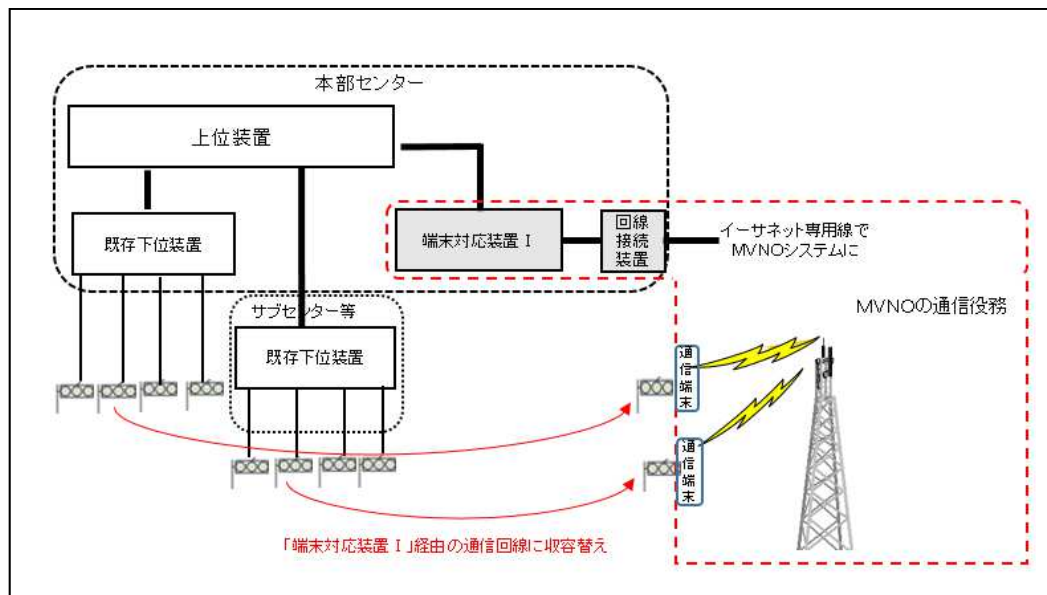 本部センター
上位装置
既存下位装置
端末対応装置Ⅰ
回線
接続
装置
イーサネット専用線で
MVNOシステムに
サブセンター等
既存下位装置
MVNOの通信役務
通信端末
通信端末
「端末対応装置Ⅰ」経由の通信回線に収容替え